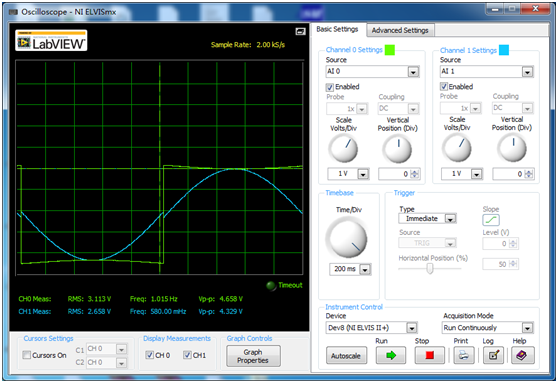 Oscilloscope - NI ELVISmx
NATIONAL INSTRUMENTS
LabVIEW
Sample Rate: 2.00 kS/s
Timeout
CH0 Meas: RMS: 3.113 V Freq: 1.015 Hz Vp-p: 4.658 V
CH1 Meas: RMS: 2.658 V Freq: 580.00 mHz Vp-p: 4.329 V
Cursors Settings
Cursors On
C1 CH 0
C2 CH 0
Display Measurements
CH 0 CH1
Graph Controls
Graph
Properties
Basic Settings Advanced Settings
Channel 0 Settings
Source
AI 0
Enabled
Probe Coupling
1x DC
Scale Vertical
Volts/Div Position (Div)
1 V 0
Channel 1 Settings
Source
AI 1
Enabled
Probe Coupling
1x DC
Scale Vertical
Volts/Div Position (Div)
1 V 0
Timebase
Time/Div
200 ms
Trigger
Type Slope
Immediate
Source Level (V)
TRIG 0
Horizontal Position (%)
50
Instrument Control
Device Acquisition Mode
Dev8 (NI ELVIS II+) Run Continuously
Run Stop Print Log Help
Autoscale